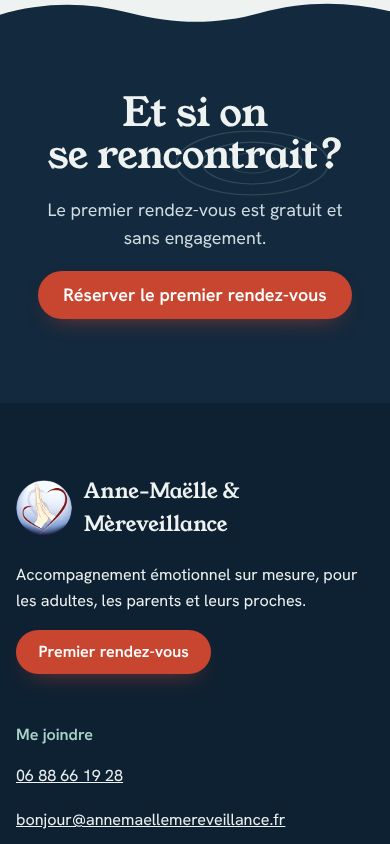 Et si on
se rencontrait ?
Le premier rendez-vous est gratuit et
sans engagement.
Réserver le premier rendez-vous
Anne-Maëlle &
Mèreveillance
Accompagnement émotionnel sur mesure, pour
les adultes, les parents et leurs proches.
Premier rendez-vous
Me joindre
06 88 66 19 28
bonjour@annemaellemereveillance.fr